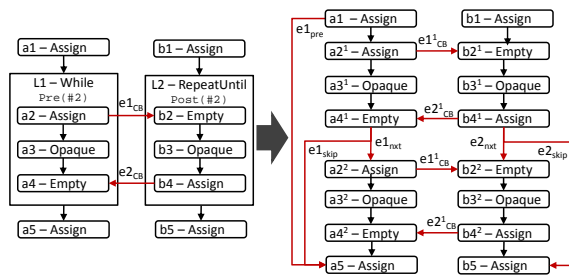 a1 – Assign
b1 – Assign
L1 – While
Pre(#2)
L2 – RepeatUntil
Post(#2)
e1CB
a2 – Assign
b2 – Empty
a3 – Opaque
b3 – Opaque
e2CB
a4 – Empty
b4 – Assign
a5 – Assign
b5 – Assign
e1pre
a1 – Assign
b1 – Assign
a2¹ – Assign
e1¹CB
b2¹ – Empty
a3¹ – Opaque
b3¹ – Opaque
a4¹ – Empty
e2¹CB
b4¹ – Assign
e1skip
e1nxt
e2nxt
e2skip
a2² – Assign
e1¹CB
b2² – Empty
a3² – Opaque
b3² – Opaque
a4² – Empty
e2¹CB
b4² – Assign
a5 – Assign
b5 – Assign